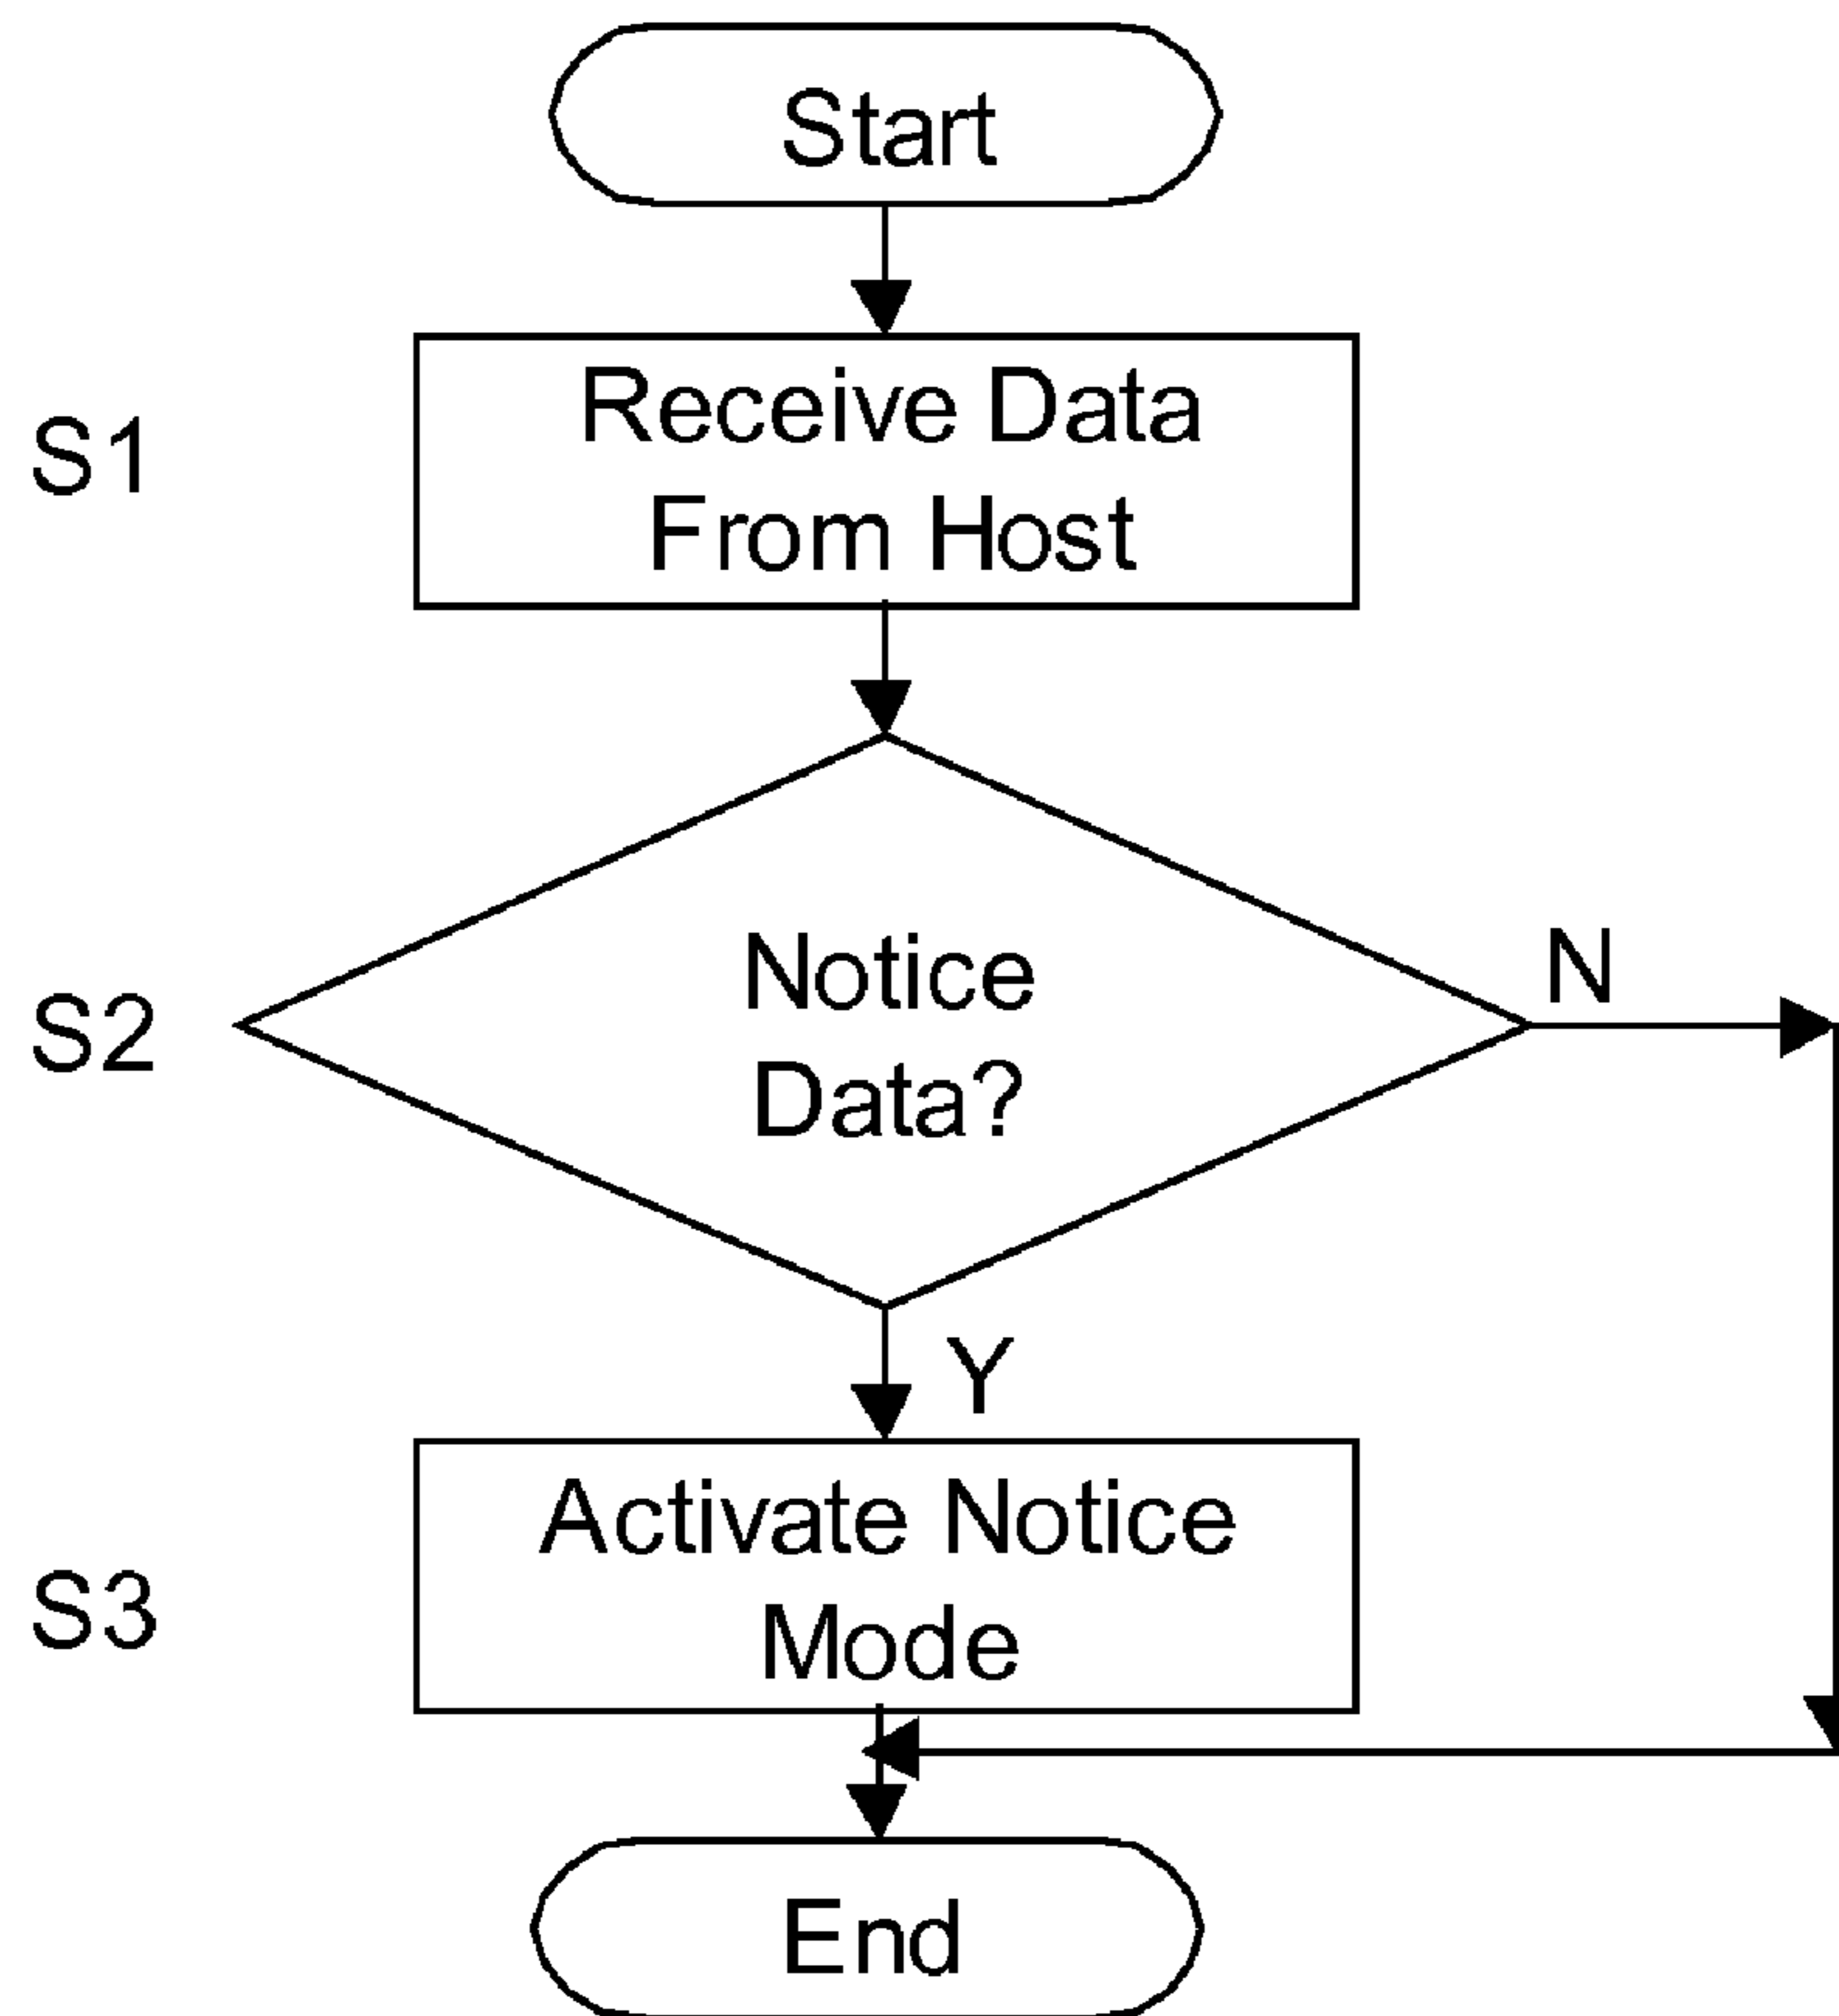 Start
S1
Receive Data
From Host
S2
Notice
Data?
N
Y
S3
Activate Notice
Mode
End